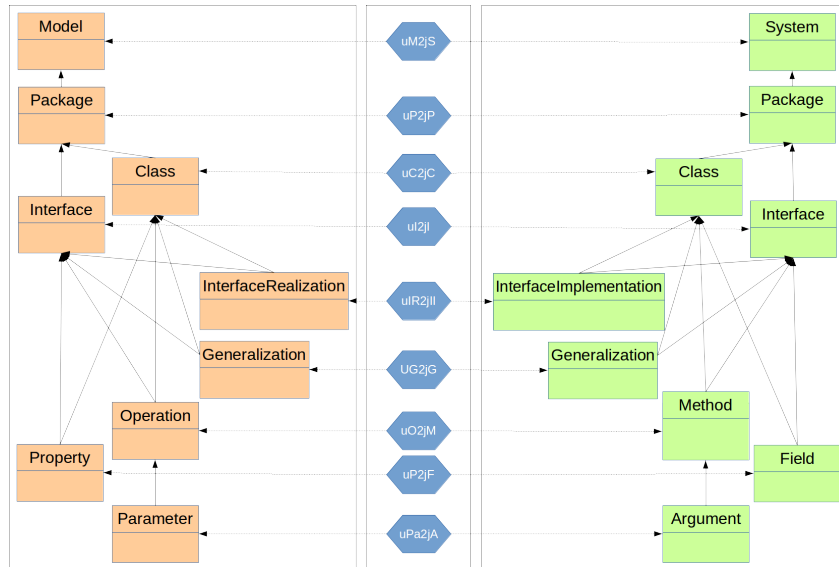 Model
uM2jS
System
Package
uP2jP
Package
Class
uC2jC
Class
Interface
uI2jI
Interface
InterfaceRealization
uIR2jII
InterfaceImplementation
Generalization
UG2jG
Generalization
Operation
uO2jM
Method
Property
uP2jF
Field
Parameter
uPa2jA
Argument